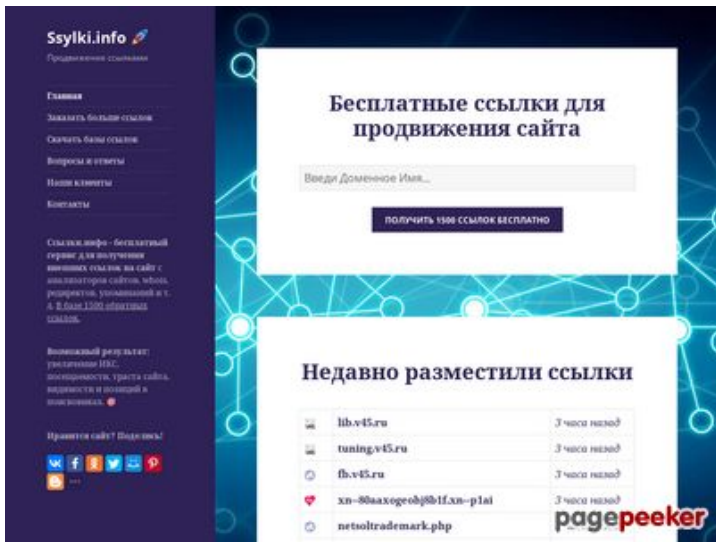 Ssylki.info 🚀
Продвижение ссылками
Главная
Заказать больше ссылок
Скачать базы ссылок
Вопросы и ответы
Наши клиенты
Контакты
Ссылки.инфо - бесплатный
сервис для получения
внешних ссылок на сайт с
анализаторов сайтов, whois,
редиректов, упоминаний и т.
д. В базе 1500 обратных
ссылок.
Возможный результат:
увеличение ИКС,
посещаемости, траста сайта,
видимости и позиций в
поисковиках. 🎯
Нравится сайт? Поделись!
Бесплатные ссылки для
продвижения сайта
Введи Доменное Имя...
ПОЛУЧИТЬ 1500 ССЫЛОК БЕСПЛАТНО
Недавно разместили ссылки
lib.v45.ru 3 часа назад
tuning.v45.ru 3 часа назад
fb.v45.ru 3 часа назад
xn--80aaxogeobj8b1f.xn--p1ai 3 часа назад
netsoltrademark.php
pagepeeker